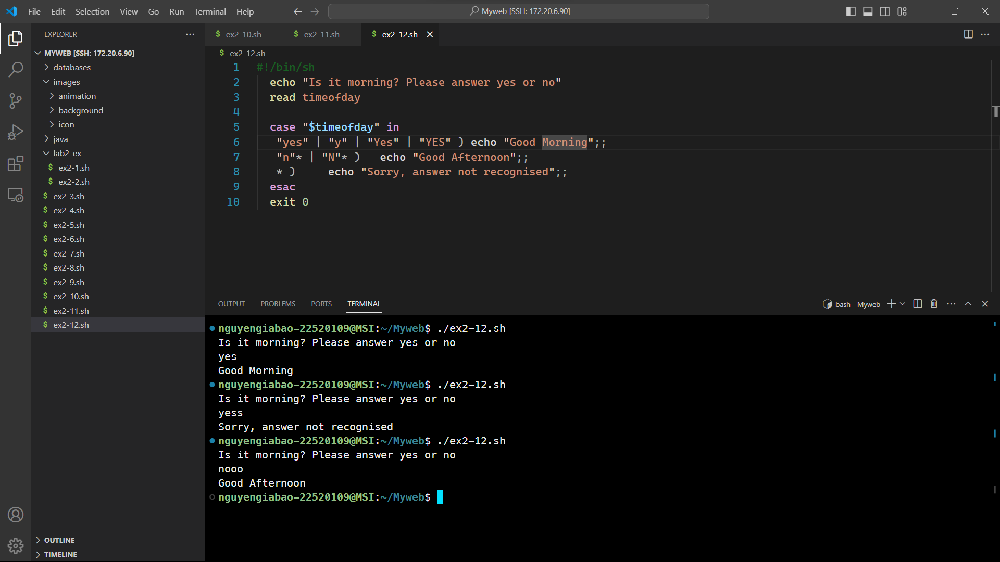 File Edit Selection View Go Run Terminal Help
Myweb [SSH: 172.20.6.90]
EXPLORER
MYWEB [SSH: 172.20.6.90]
databases
images
animation
background
icon
java
lab2_ex
$ ex2-1.sh
$ ex2-2.sh
$ ex2-3.sh
$ ex2-4.sh
$ ex2-5.sh
$ ex2-6.sh
$ ex2-7.sh
$ ex2-8.sh
$ ex2-9.sh
$ ex2-10.sh
$ ex2-11.sh
$ ex2-12.sh
OUTLINE
TIMELINE
$ ex2-10.sh $ ex2-11.sh $ ex2-12.sh
$ ex2-12.sh
1 #!/bin/sh
2 echo "Is it morning? Please answer yes or no"
3 read timeofday
4
5 case "$timeofday" in
6 "yes" | "y" | "Yes" | "YES" ) echo "Good Morning";;
7 "n"* | "N"* ) echo "Good Afternoon";;
8 * ) echo "Sorry, answer not recognised";;
9 esac
10 exit 0
OUTPUT PROBLEMS PORTS TERMINAL
bash - Myweb
nguyengiabao-22520109@MSI:~/Myweb$ ./ex2-12.sh
Is it morning? Please answer yes or no
yes
Good Morning
nguyengiabao-22520109@MSI:~/Myweb$ ./ex2-12.sh
Is it morning? Please answer yes or no
yess
Sorry, answer not recognised
nguyengiabao-22520109@MSI:~/Myweb$ ./ex2-12.sh
Is it morning? Please answer yes or no
nooo
Good Afternoon
nguyengiabao-22520109@MSI:~/Myweb$